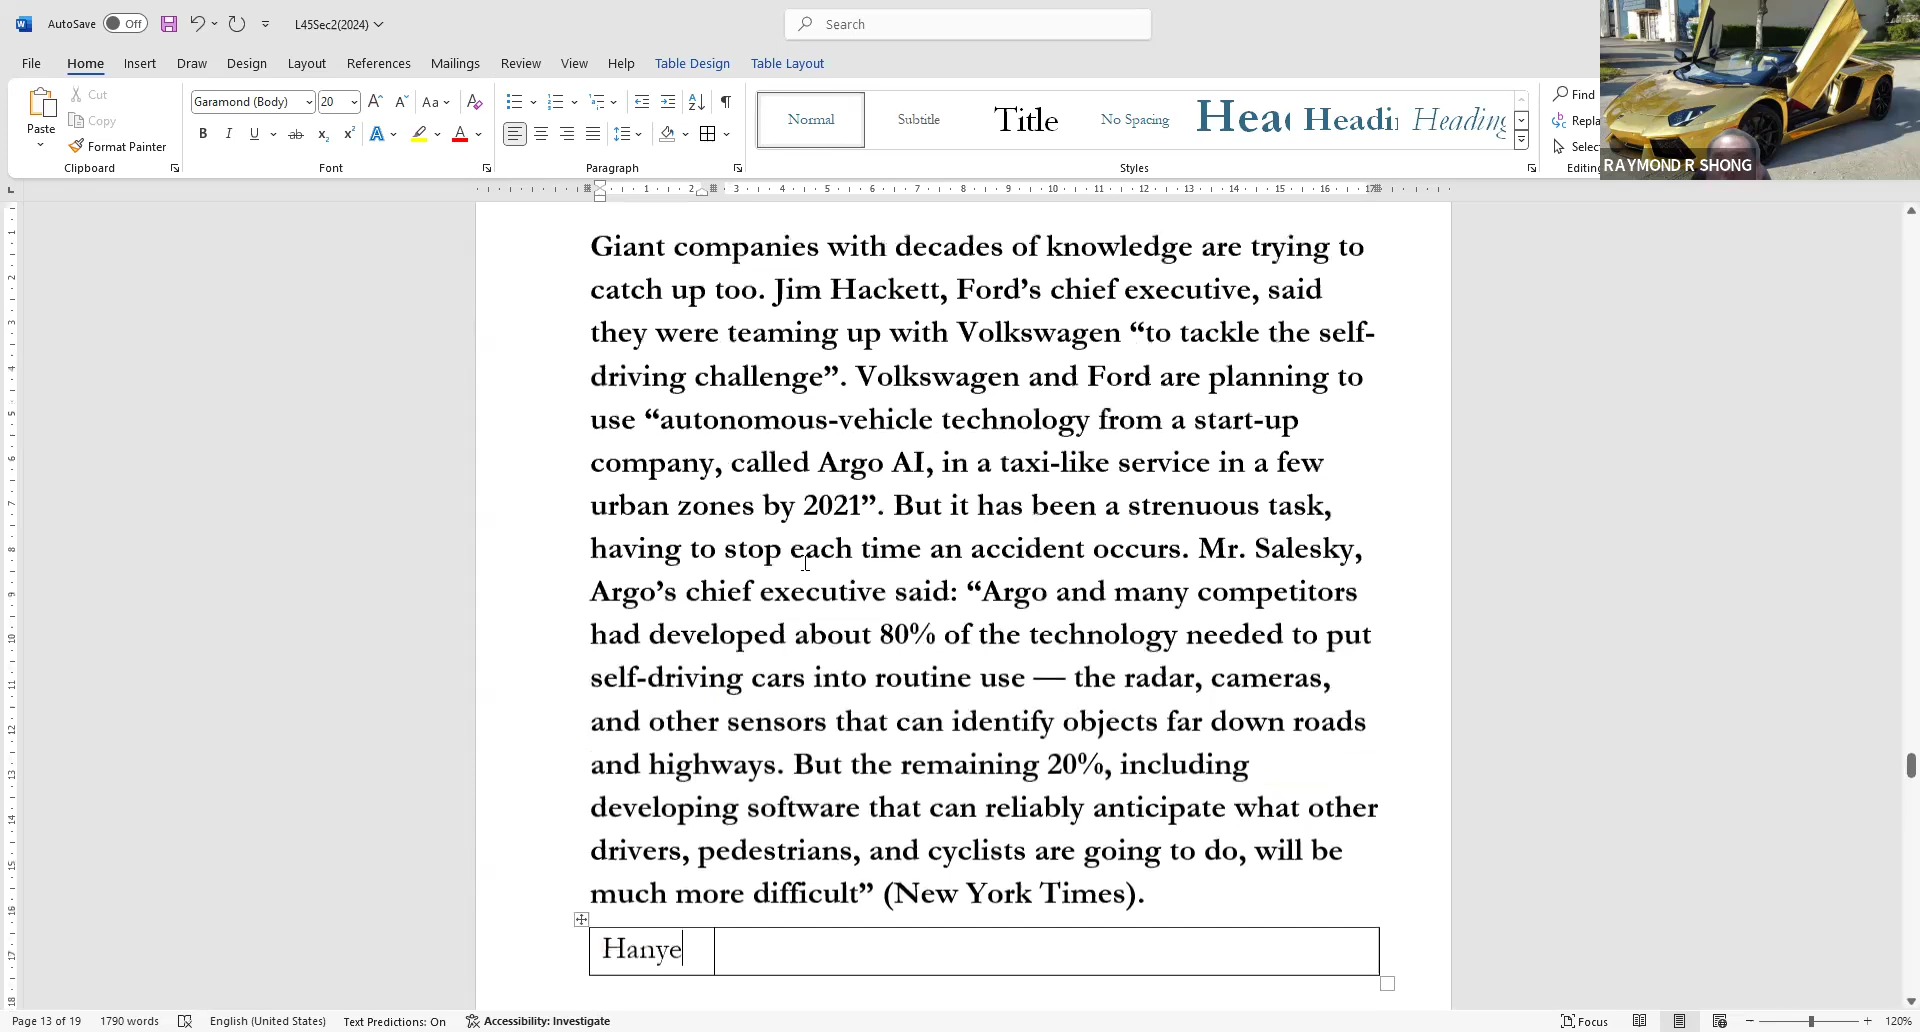 AutoSave Off L45Sec2(2024) Search
File Home Insert Draw Design Layout References Mailings Review View Help Table Design Table Layout
Paste Cut Copy Format Painter Clipboard
Garamond (Body) 20 Font
Paragraph
Normal Subtitle Title No Spacing Headi Heading Styles
Find
Repla
Selec
Editing
RAYMOND R SHONG
Giant companies with decades of knowledge are trying to
catch up too. Jim Hackett, Ford’s chief executive, said
they were teaming up with Volkswagen “to tackle the self-
driving challenge”. Volkswagen and Ford are planning to
use “autonomous-vehicle technology from a start-up
company, called Argo AI, in a taxi-like service in a few
urban zones by 2021”. But it has been a strenuous task,
having to stop each time an accident occurs. Mr. Salesky,
Argo’s chief executive said: “Argo and many competitors
had developed about 80% of the technology needed to put
self-driving cars into routine use — the radar, cameras,
and other sensors that can identify objects far down roads
and highways. But the remaining 20%, including
developing software that can reliably anticipate what other
drivers, pedestrians, and cyclists are going to do, will be
much more difficult” (New York Times).
Hanye
Page 13 of 19 1790 words English (United States) Text Predictions: On Accessibility: Investigate Focus 120%